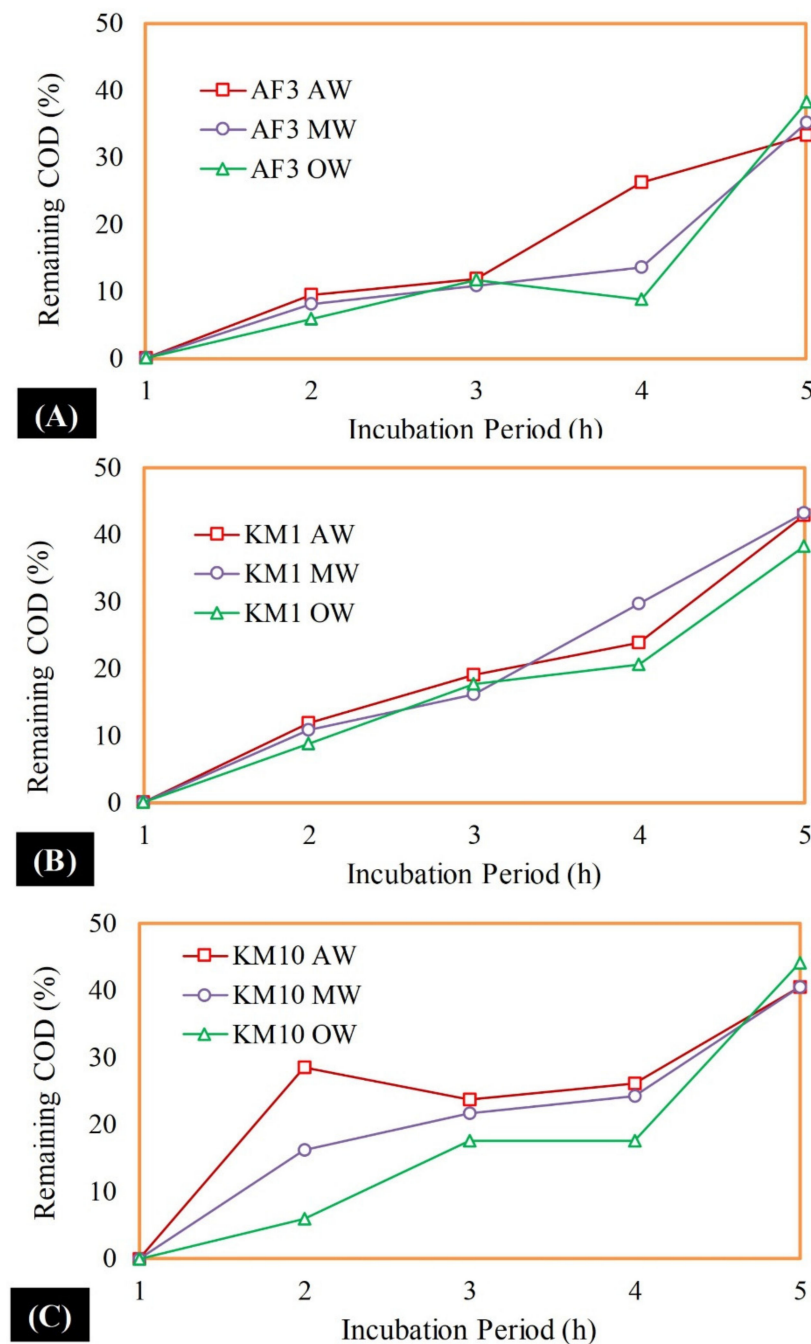 50
40
30
20
10
0
Remaining COD (%)
AF3 AW
AF3 MW
AF3 OW
1 2 3 4 5
Incubation Period (h)
(A)
50
40
30
20
10
0
Remaining COD (%)
KM1 AW
KM1 MW
KM1 OW
1 2 3 4 5
Incubation Period (h)
(B)
50
40
30
20
10
0
Remaining COD (%)
KM10 AW
KM10 MW
KM10 OW
1 2 3 4 5
Incubation Period (h)
(C)